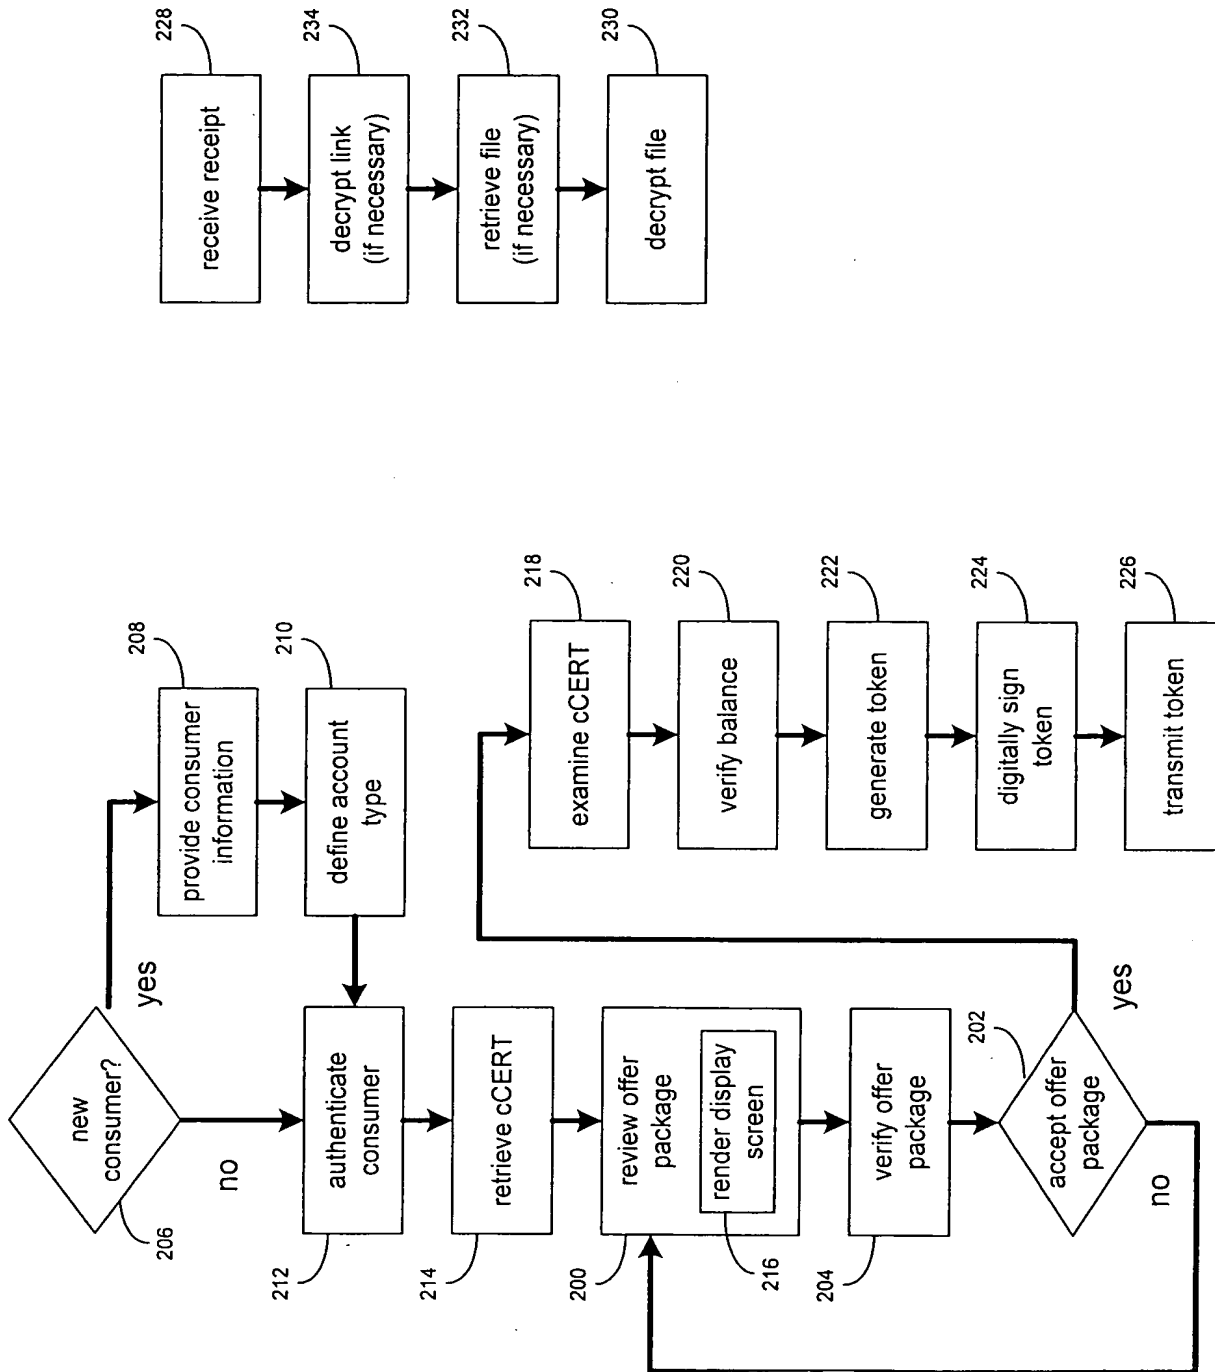 new
consumer?
206
yes
no
provide consumer
information
208
define account
type
210
authenticate
consumer
212
retrieve cCERT
214
review offer
package
200
render display
screen
216
verify offer
package
204
accept offer
package
202
yes
no
examine cCERT
218
verify balance
220
generate token
222
digitally sign
token
224
transmit token
226
receive receipt
228
decrypt link
(if necessary)
234
retrieve file
(if necessary)
232
decrypt file
230